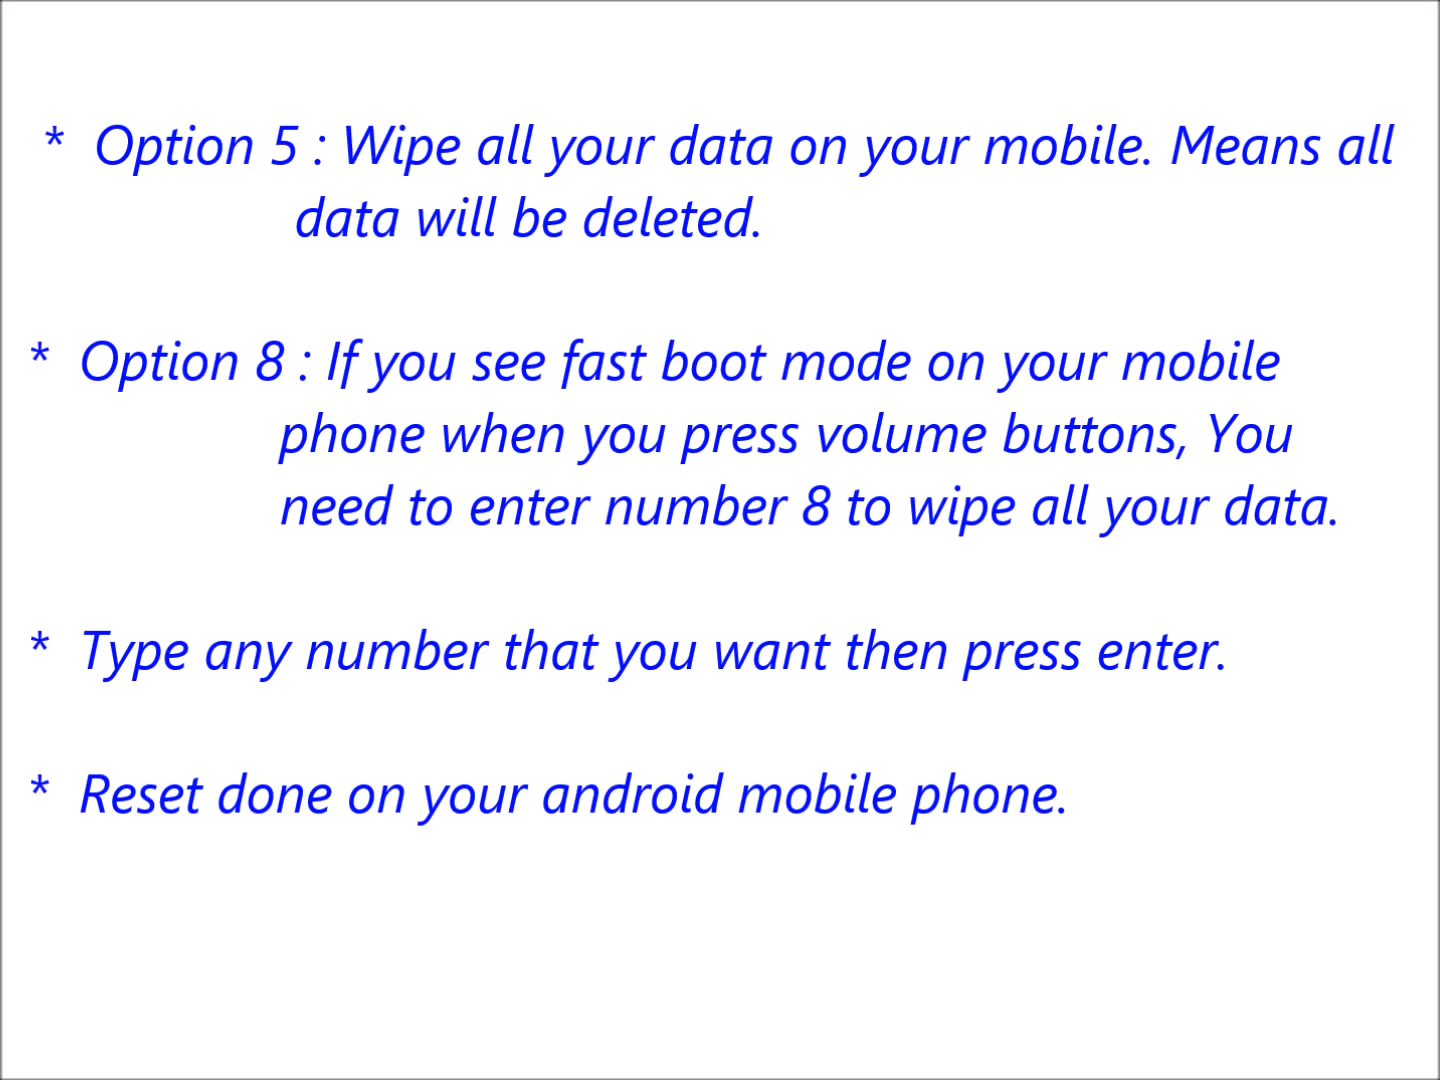 * Option 5 : Wipe all your data on your mobile. Means all
data will be deleted.
* Option 8 : If you see fast boot mode on your mobile
phone when you press volume buttons, You
need to enter number 8 to wipe all your data.
* Type any number that you want then press enter.
* Reset done on your android mobile phone.